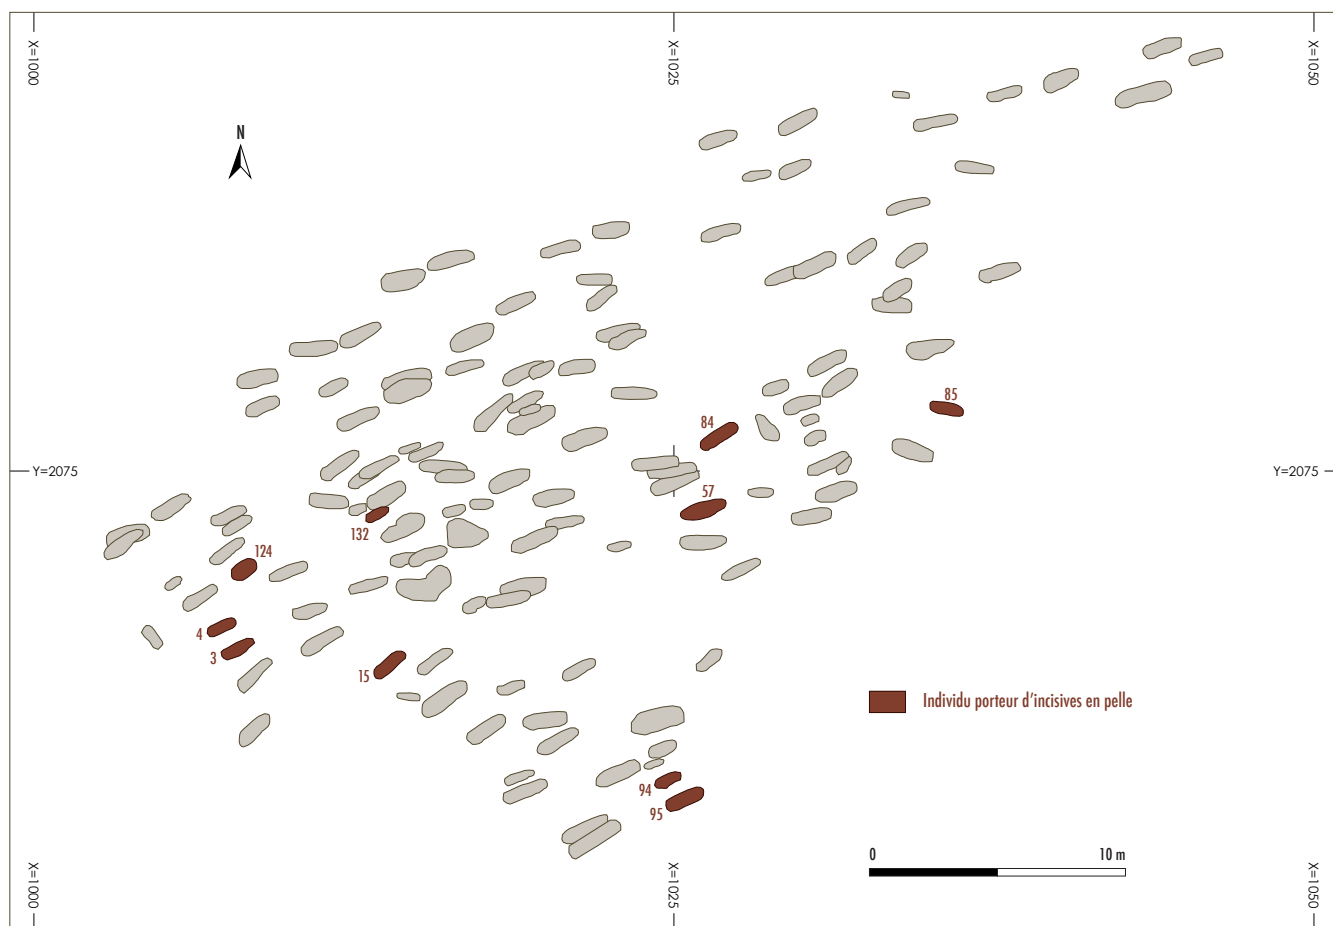 X=1000
X=1025
X=1050
N
85
84
Y=2075
Y=2075
57
132
124
4
3
15
Individu porteur d'incisives en pelle
94
95
0 10 m
X=1000
X=1025
X=1050